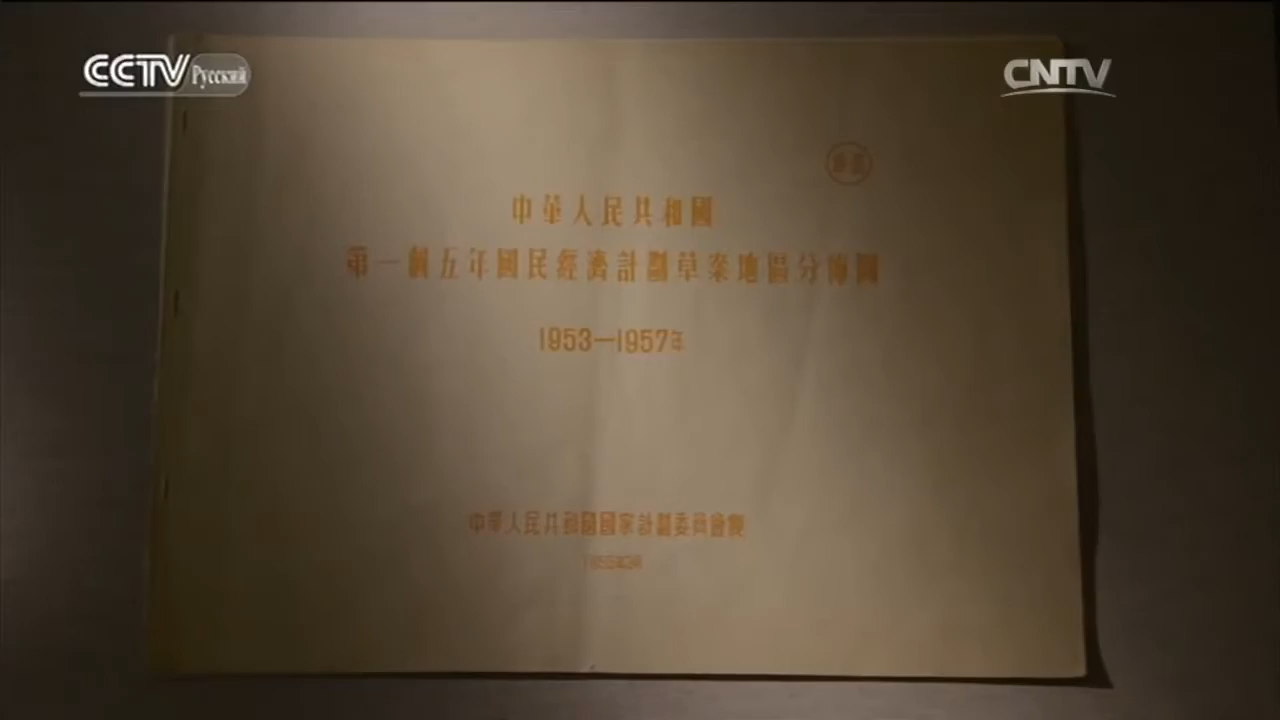 CCTV Русский
CNTV
中華人民共和國
第一個五年國民經濟計劃草案地區分佈圖
1953—1957年
中華人民共和國國家計劃委員會製